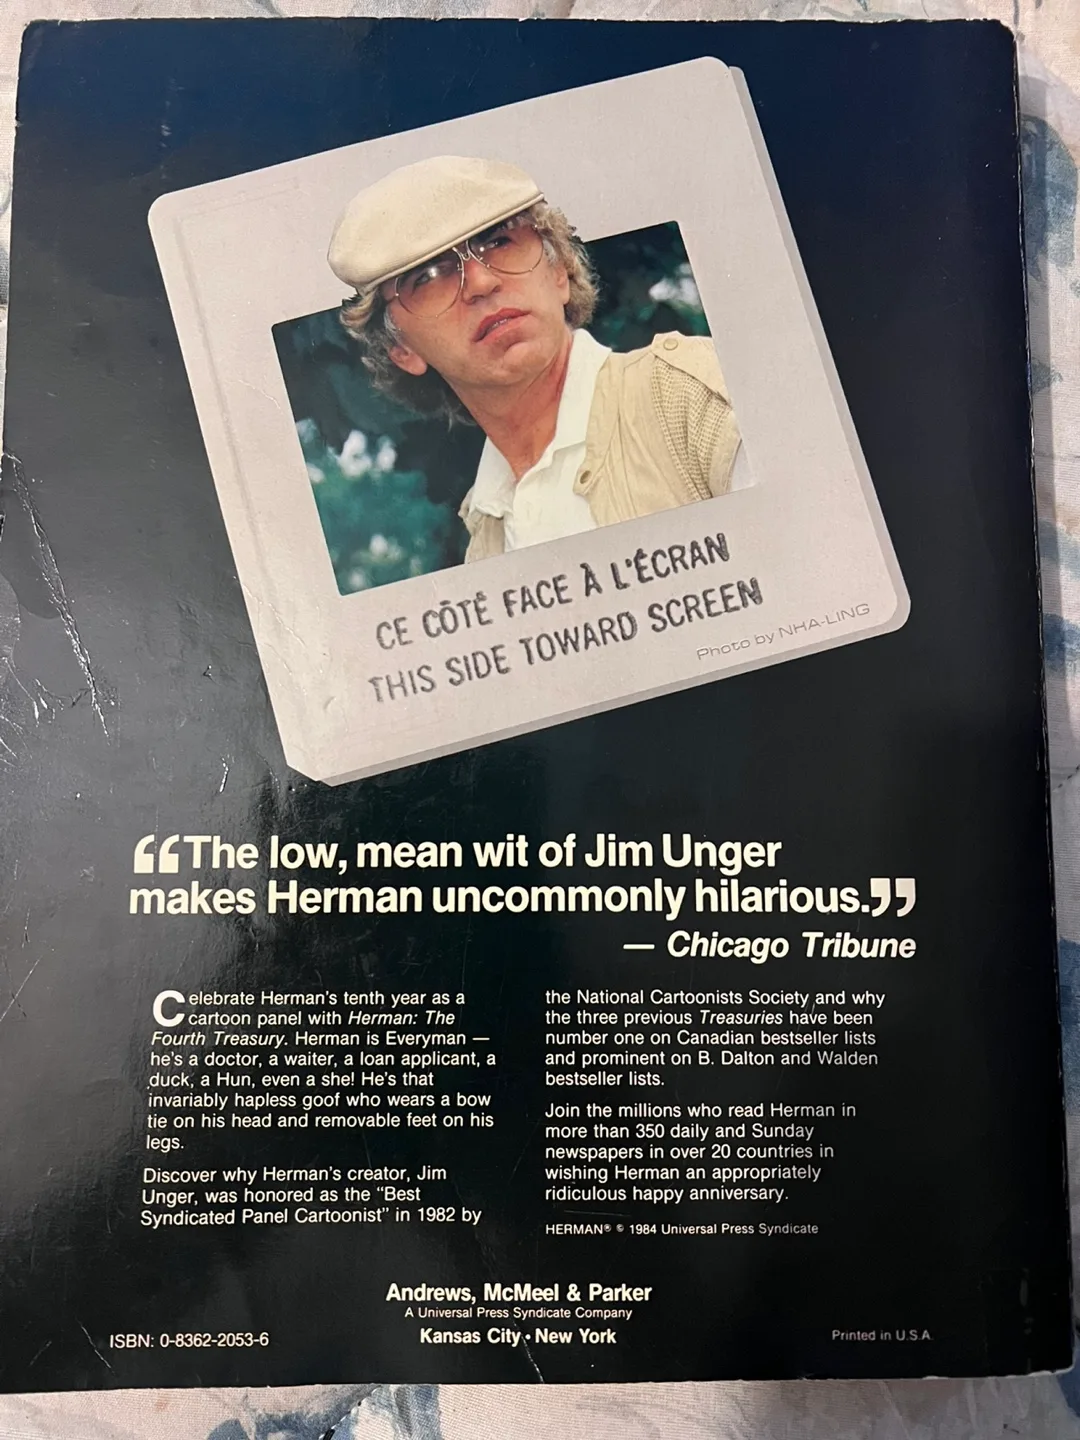 CE CÔTÉ FACE À L'ÉCRAN
THIS SIDE TOWARD SCREEN
Photo by NHA-LING
“The low, mean wit of Jim Unger
makes Herman uncommonly hilarious.”
— Chicago Tribune
Celebrate Herman's tenth year as a
cartoon panel with Herman: The
Fourth Treasury. Herman is Everyman —
he's a doctor, a waiter, a loan applicant, a
duck, a Hun, even a she! He's that
invariably hapless goof who wears a bow
tie on his head and removable feet on his
legs.
Discover why Herman's creator, Jim
Unger, was honored as the “Best
Syndicated Panel Cartoonist” in 1982 by
the National Cartoonists Society and why
the three previous Treasuries have been
number one on Canadian bestseller lists
and prominent on B. Dalton and Walden
bestseller lists.
Join the millions who read Herman in
more than 350 daily and Sunday
newspapers in over 20 countries in
wishing Herman an appropriately
ridiculous happy anniversary.
HERMAN® © 1984 Universal Press Syndicate
Andrews, McMeel & Parker
A Universal Press Syndicate Company
Kansas City • New York
ISBN: 0-8362-2053-6
Printed in U.S.A.